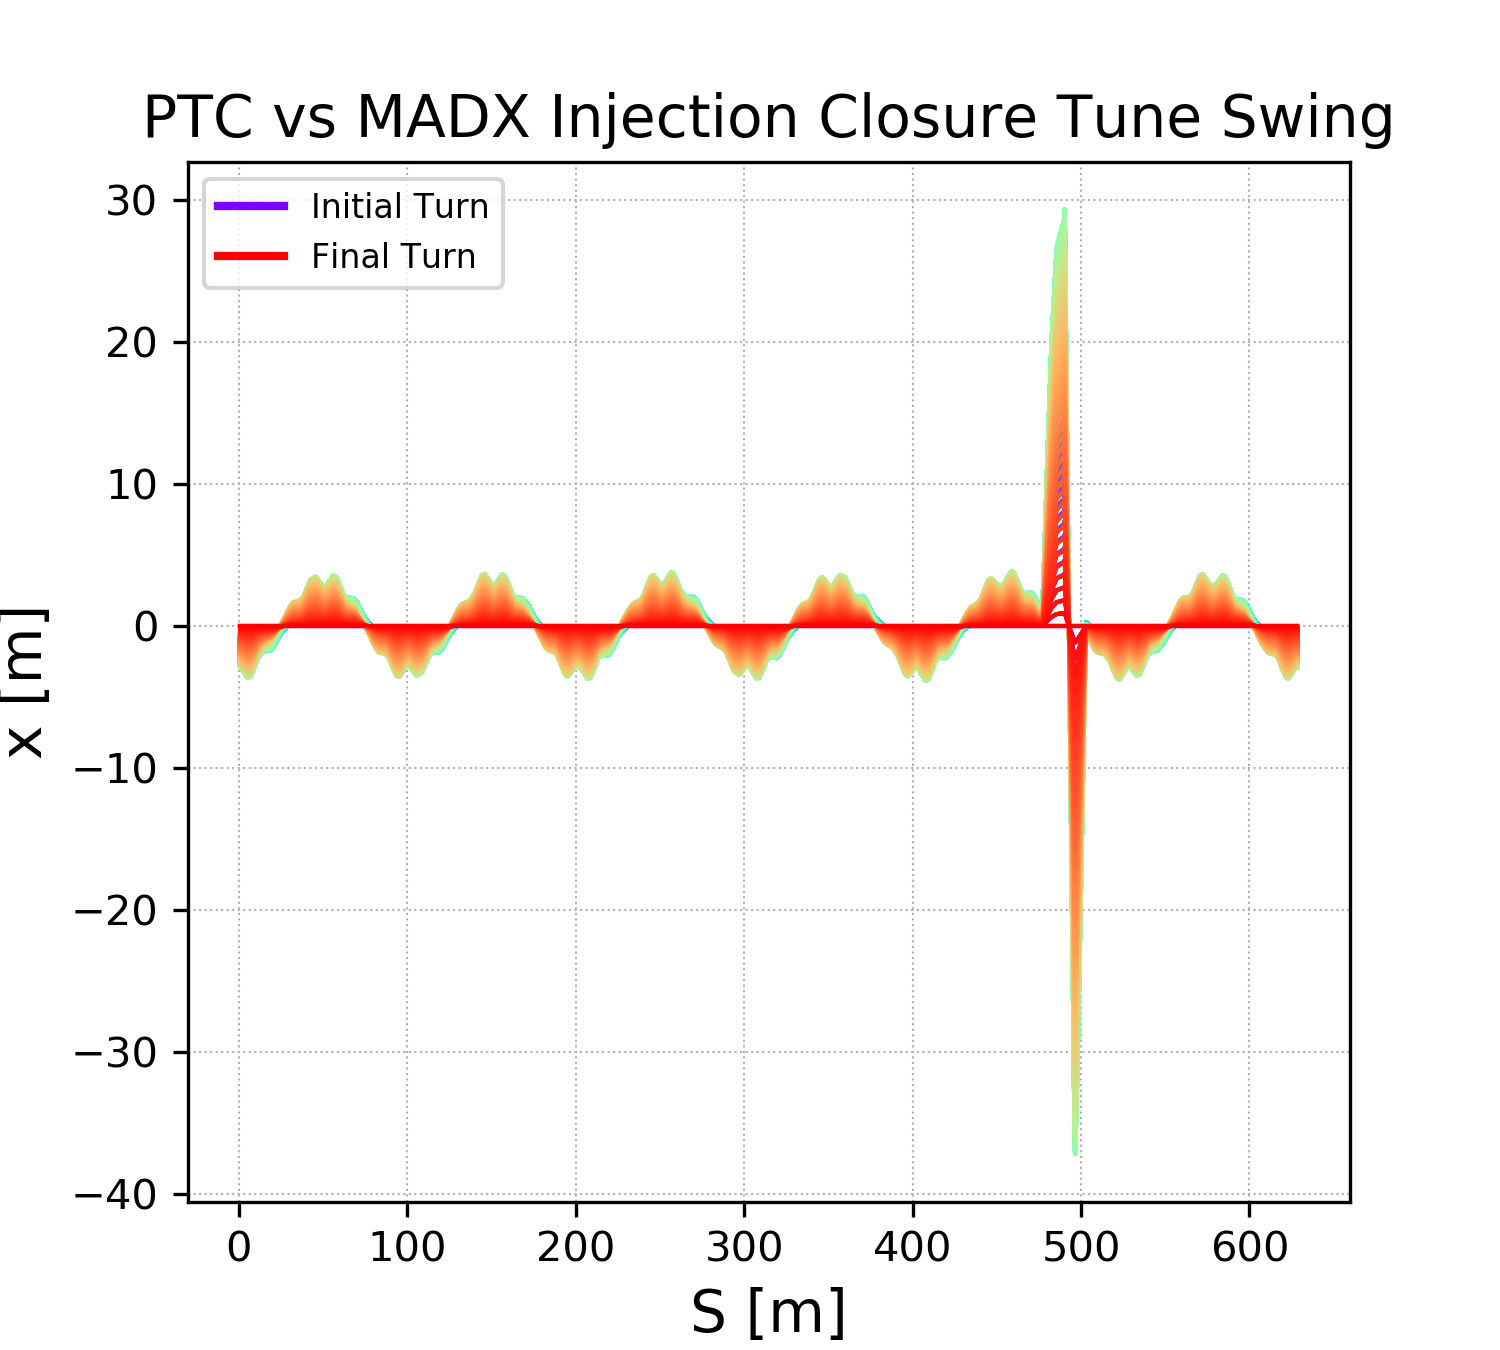 PTC vs MADX Injection Closure Tune Swing
Initial Turn
Final Turn
30
20
10
0
−10
−20
−30
−40
x [m]
0 100 200 300 400 500 600
S [m]